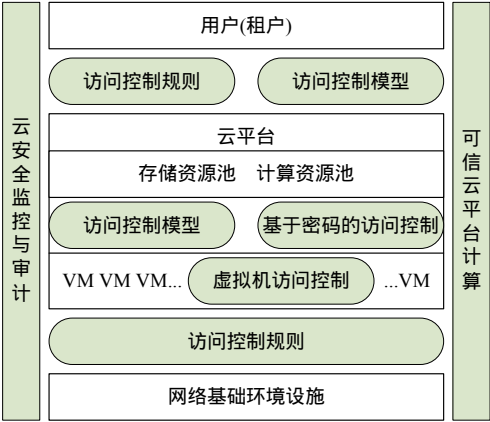 用户(租户)
访问控制规则 访问控制模型
云平台
存储资源池 计算资源池
访问控制模型 基于密码的访问控制
VM VM VM... 虚拟机访问控制 ...VM
访问控制规则
网络基础环境设施
云安全监控与审计
可信云平台计算